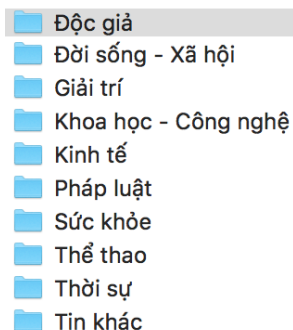 Độc giả
Đời sống - Xã hội
Giải trí
Khoa học - Công nghệ
Kinh tế
Pháp luật
Sức khỏe
Thể thao
Thời sự
Tin khác